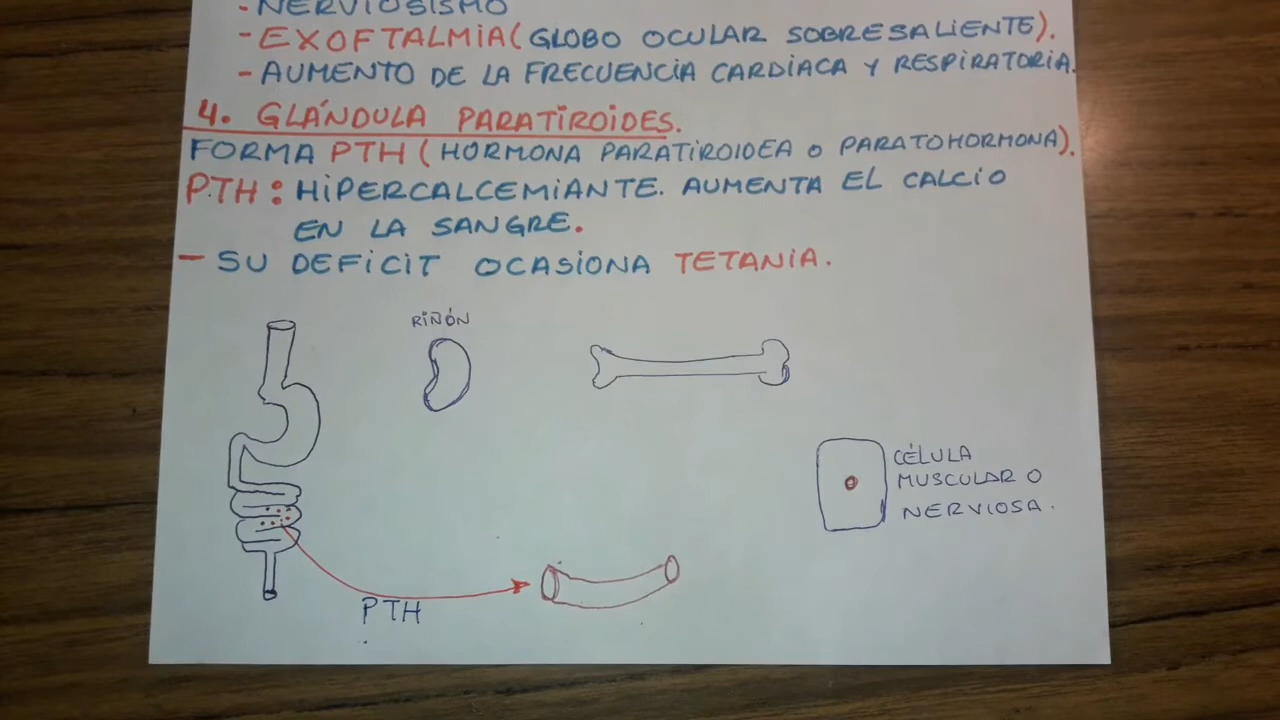 - NERVIOSISMO
- EXOFTALMIA (GLOBO OCULAR SOBRESALIENTE).
- AUMENTO DE LA FRECUENCIA CARDIACA Y RESPIRATORIA.
4. GLÁNDULA PARATIROIDES.
FORMA PTH (HORMONA PARATIROIDEA O PARATOHORMONA).
PTH: HIPERCALCEMIANTE. AUMENTA EL CALCIO
EN LA SANGRE.
- SU DEFICIT OCASIONA TETANIA.
RIÑÓN
CÉLULA
MUSCULAR O
NERVIOSA.
PTH